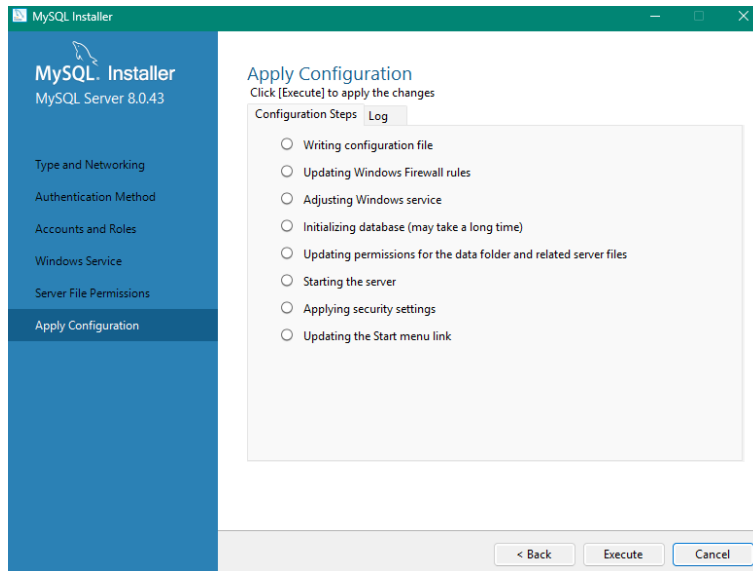 MySQL Installer
MySQL. Installer
MySQL Server 8.0.43
Type and Networking
Authentication Method
Accounts and Roles
Windows Service
Server File Permissions
Apply Configuration
Apply Configuration
Click [Execute] to apply the changes
Configuration Steps Log
Writing configuration file
Updating Windows Firewall rules
Adjusting Windows service
Initializing database (may take a long time)
Updating permissions for the data folder and related server files
Starting the server
Applying security settings
Updating the Start menu link
< Back Execute Cancel